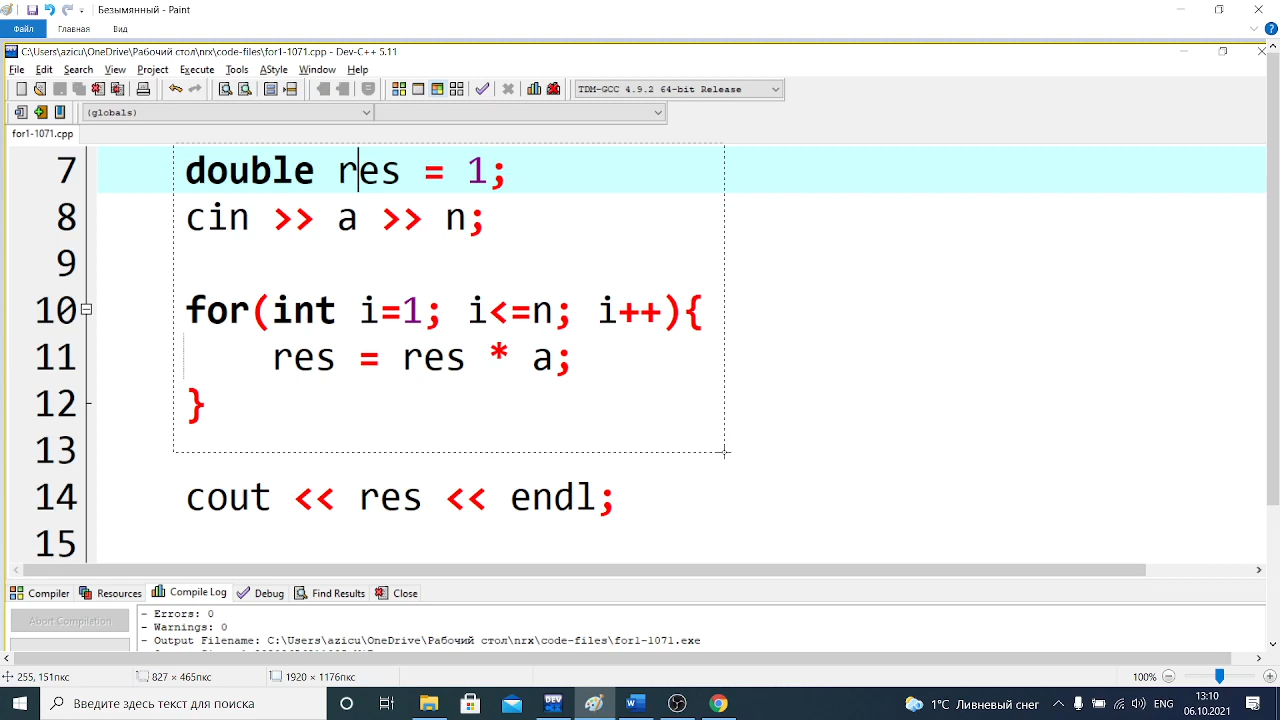 Безымянный - Paint
Файл Главная Вид
C:\Users\azicu\OneDrive\Рабочий стол\nrx\code-files\for1-1071.cpp - Dev-C++ 5.11
File Edit Search View Project Execute Tools AStyle Window Help
TDM-GCC 4.9.2 64-bit Release
(globals)
for1-1071.cpp
7 double res = 1;
8 cin >> a >> n;
9
10 for(int i=1; i<=n; i++){
11 res = res * a;
12 }
13
14 cout << res << endl;
15
Compiler Resources Compile Log Debug Find Results Close
Abort Compilation
- Errors: 0
- Warnings: 0
- Output Filename: C:\Users\azicu\OneDrive\Рабочий стол\nrx\code-files\for1-1071.exe
255, 151пкс 827 × 465пкс 1920 × 1176пкс 100%
Введите здесь текст для поиска
1°C Ливневый снег ENG 13:10
06.10.2021